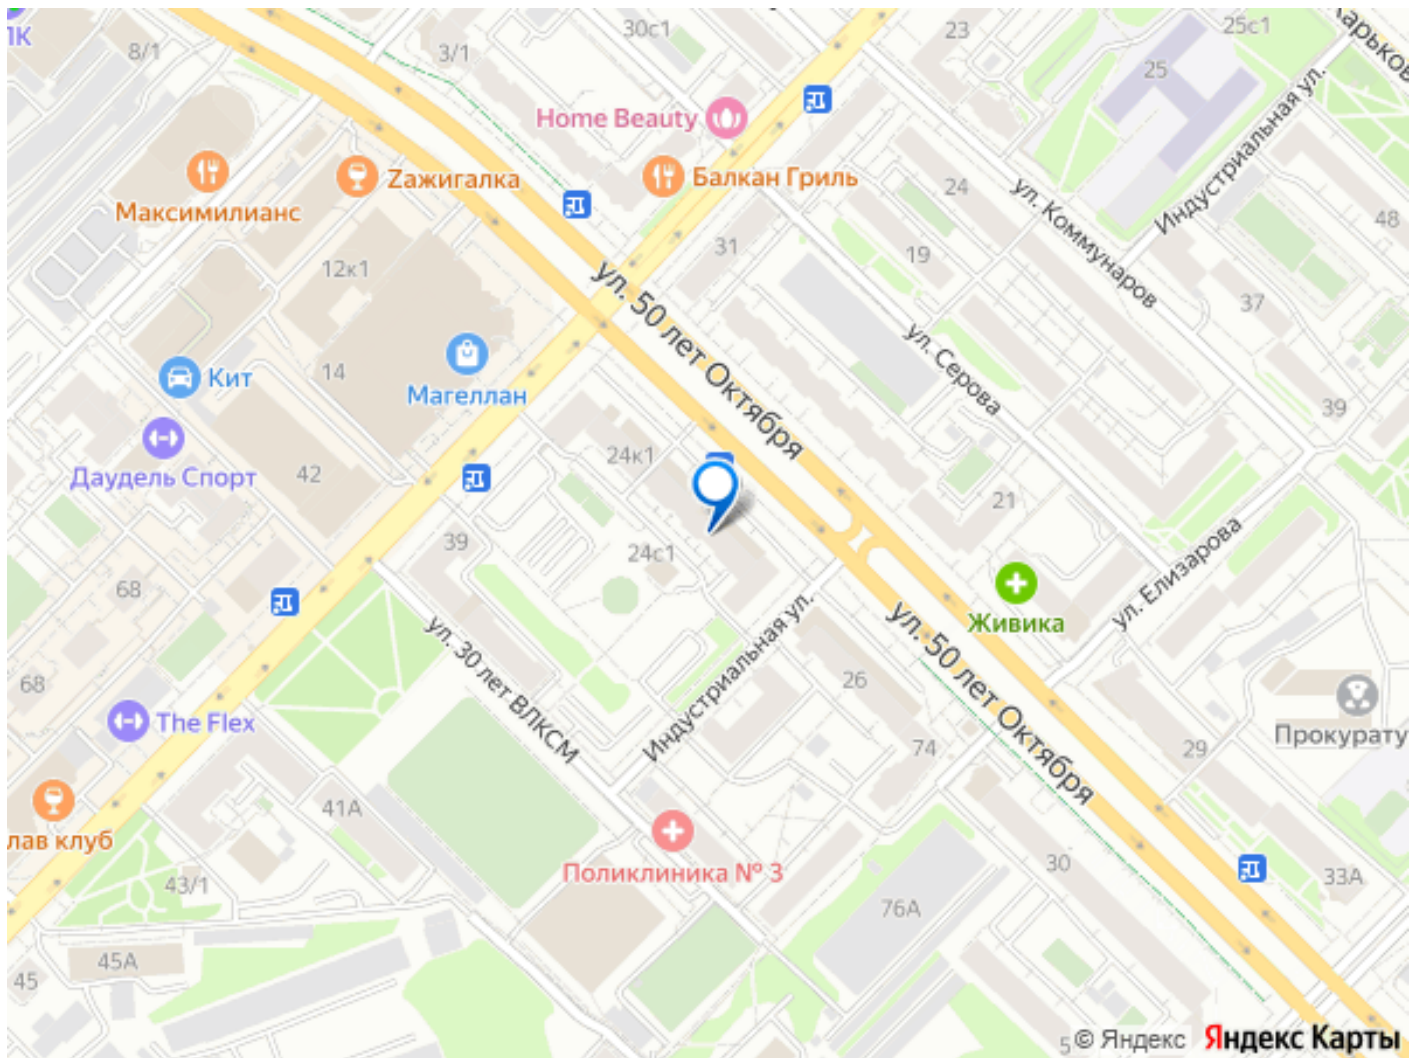 ПК
8/1
3/1
30с1
23
25с1
25
Харьков
Индустриальная ул.
Home Beauty
Zажигалка
Балкан Гриль
Максимилианс
24
ул. Коммунаров
48
12к1
31
19
ул. 50 лет Октября
37
14
Магеллан
Кит
ул. Серова
39
Даудель Спорт
42
24к1
21
39
24с1
ул. Елизарова
68
Живика
ул. 30 лет ВЛКСМ
Индустриальная ул.
ул. 50 лет Октября
68
26
The Flex
74
29
Прокурату
41А
лав клуб
Поликлиника № 3
30
33А
43/1
76А
45А
45
5
© Яндекс Яндекс Карты